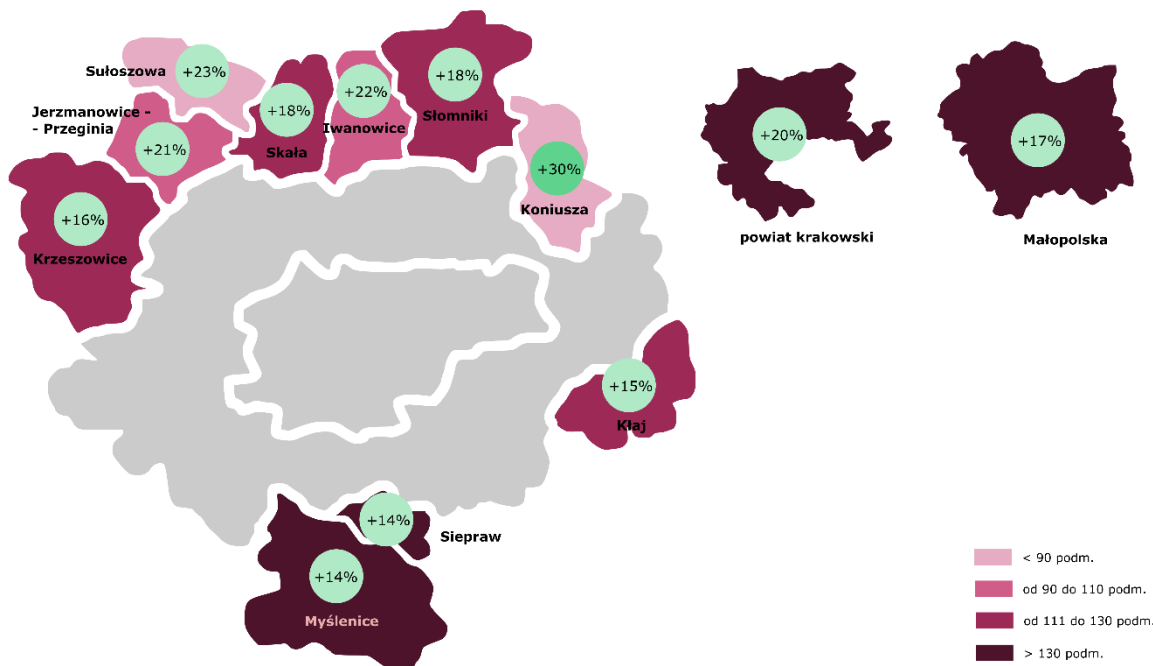 Sułoszowa
+23%
Jerzmanowice -
- Przeginia
+21%
+18%
Skała
+22%
Iwanowice
+18%
Słomniki
+30%
Koniusza
+16%
Krzeszowice
+20%
powiat krakowski
+17%
Małopolska
+15%
Kłaj
+14%
Siepraw
+14%
Myślenice
< 90 podm.
od 90 do 110 podm.
od 111 do 130 podm.
> 130 podm.